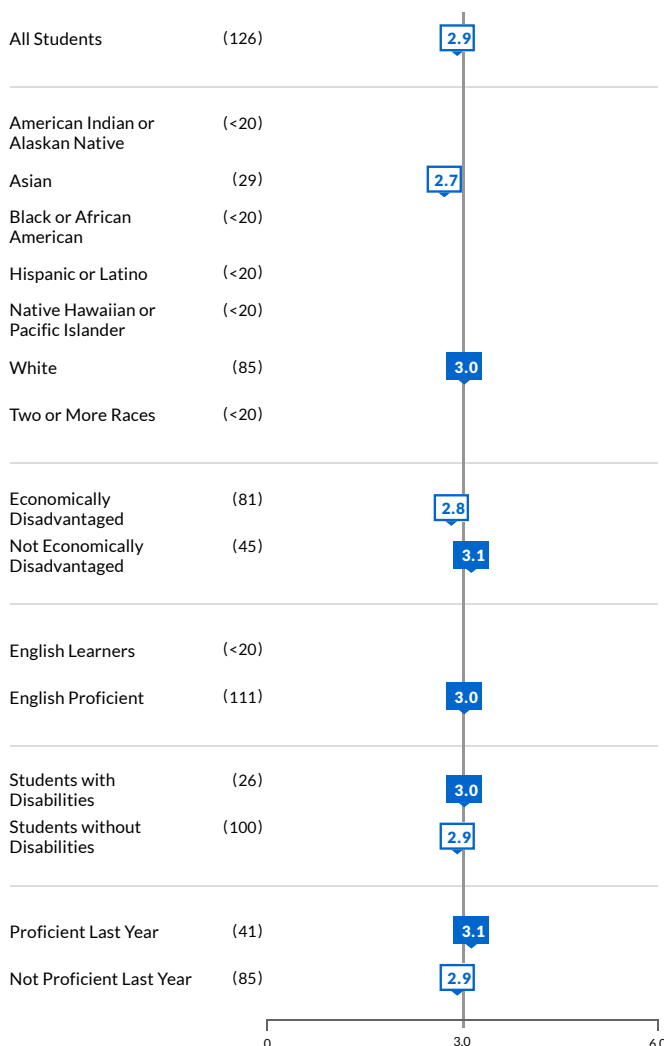 All Students (126) 2.9
American Indian or (<20)
Alaskan Native
Asian (29) 2.7
Black or African (<20)
American
Hispanic or Latino (<20)
Native Hawaiian or (<20)
Pacific Islander
White (85) 3.0
Two or More Races (<20)
Economically (81) 2.8
Disadvantaged
Not Economically (45) 3.1
Disadvantaged
English Learners (<20)
English Proficient (111) 3.0
Students with (26) 3.0
Disabilities
Students without (100) 2.9
Disabilities
Proficient Last Year (41) 3.1
Not Proficient Last Year (85) 2.9
0 3.0 6.0